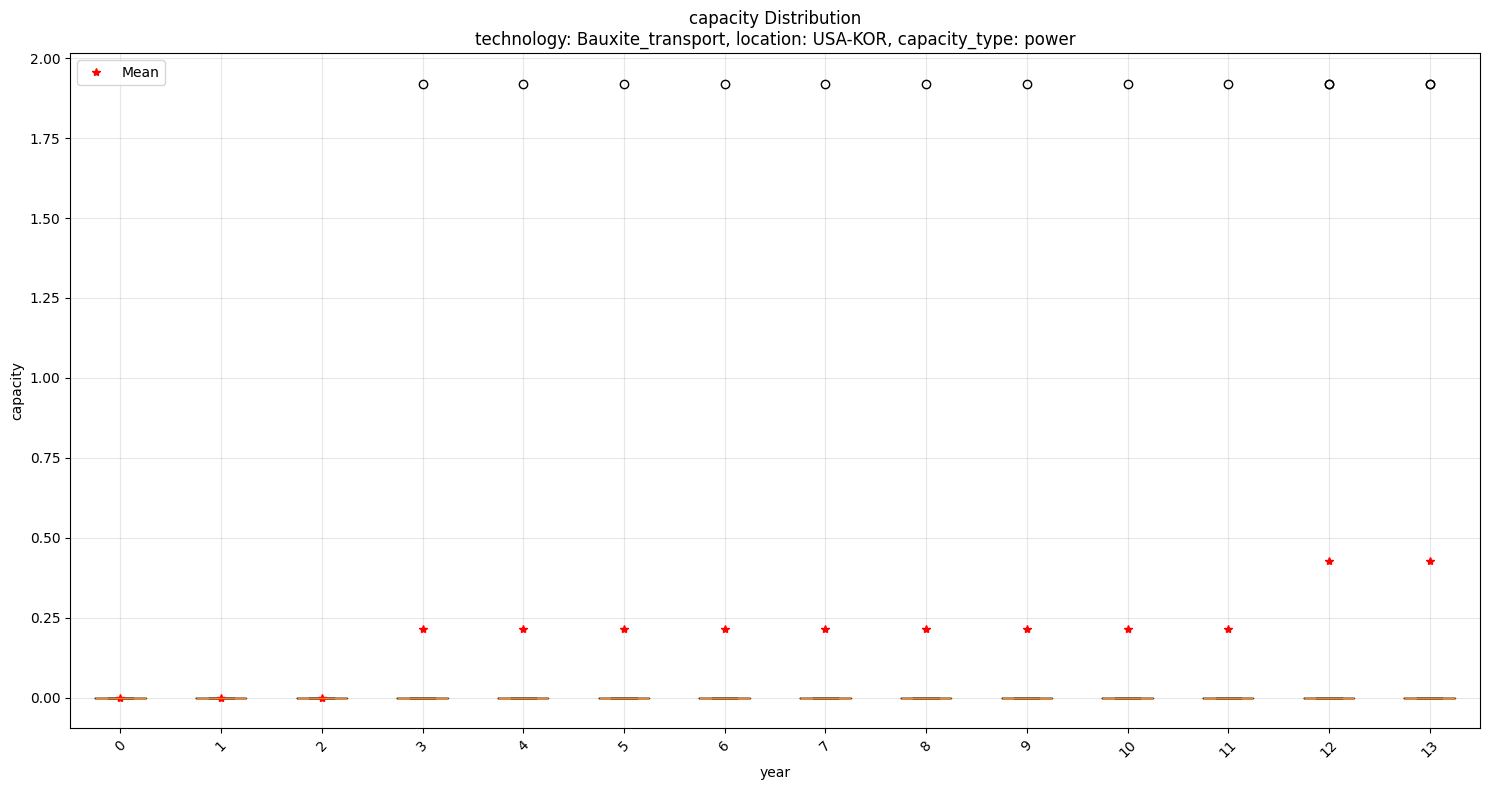 capacity Distribution
technology: Bauxite_transport, location: USA-KOR, capacity_type: power
Mean
2.00
1.75
1.50
1.25
1.00
0.75
0.50
0.25
0.00
capacity
0 1 2 3 4 5 6 7 8 9 10 11 12 13
year